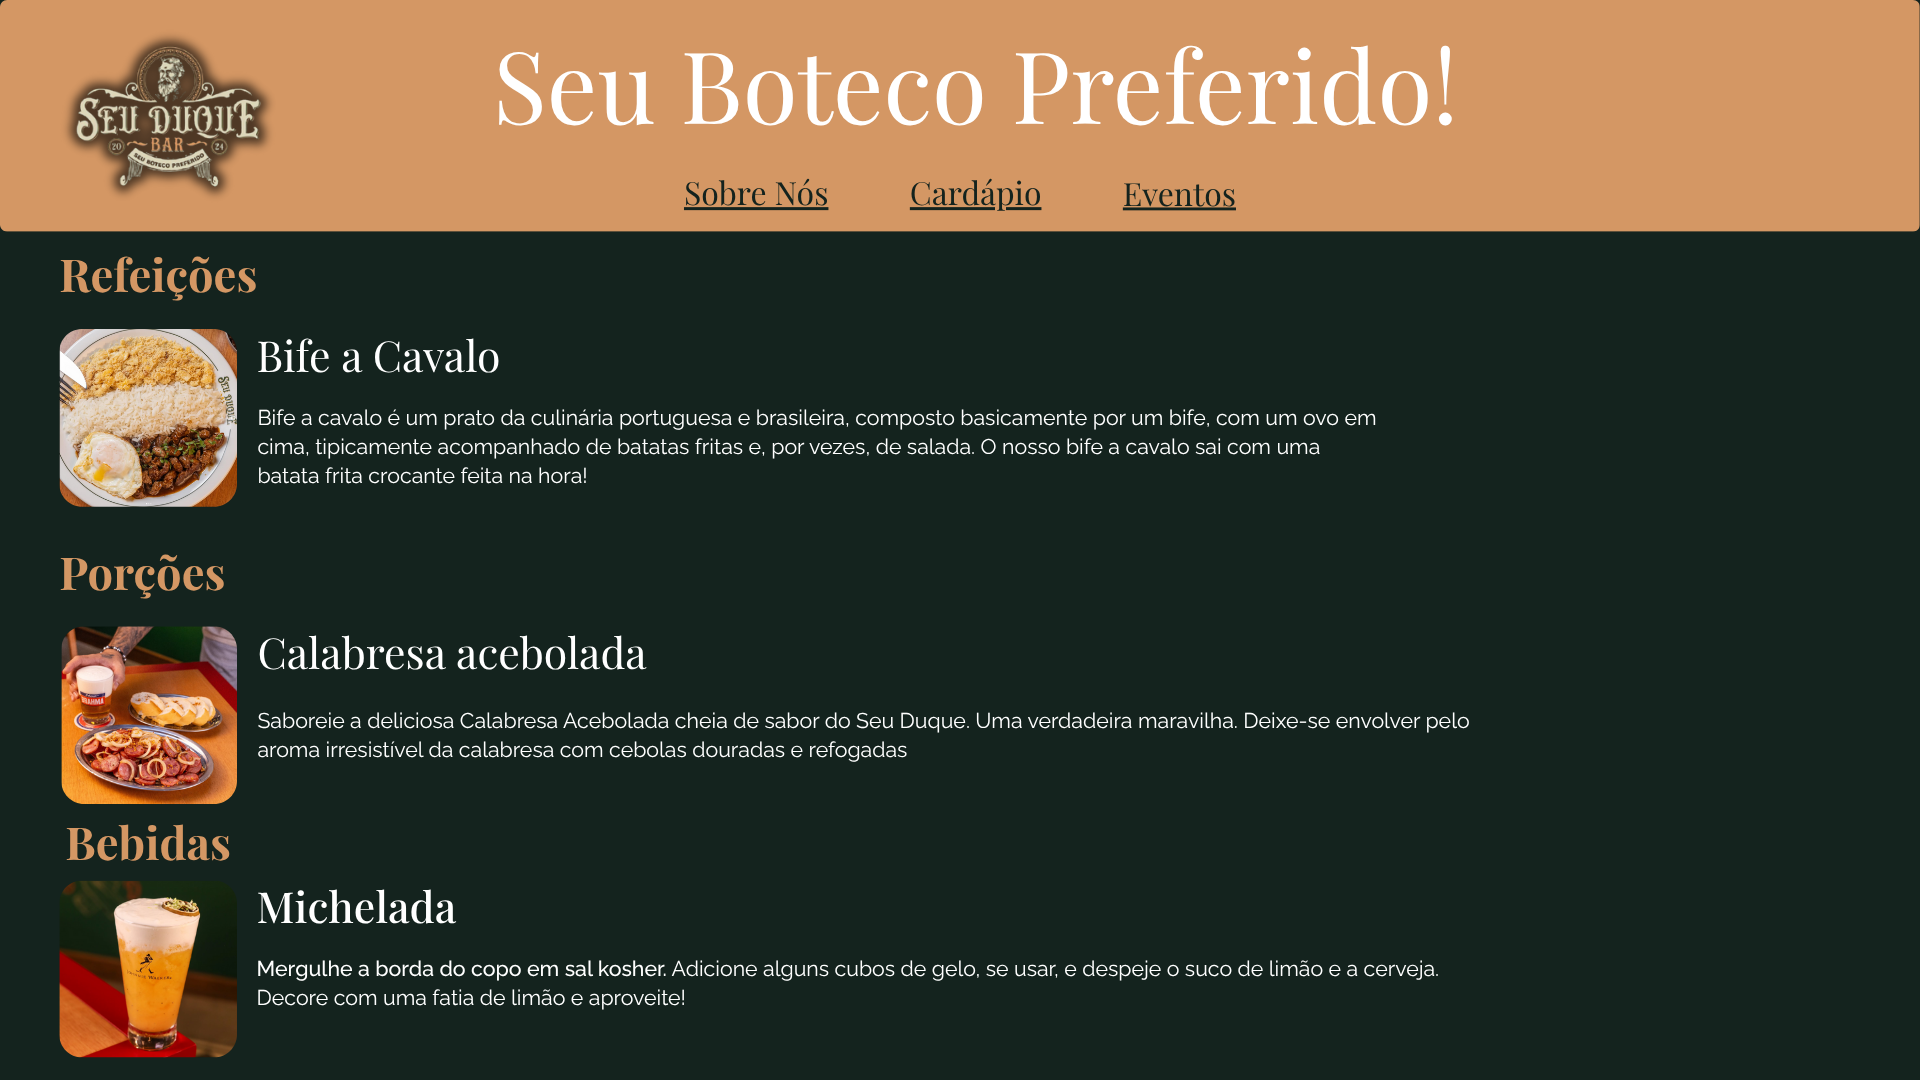 SEU DUQUE
20 BAR 24
SEU BOTECO PREFERIDO
Seu Boteco Preferido!
Sobre Nós
Cardápio
Eventos
Refeições
SEU DUQUE
Bife a Cavalo
Bife a cavalo é um prato da culinária portuguesa e brasileira, composto basicamente por um bife, com um ovo em
cima, tipicamente acompanhado de batatas fritas e, por vezes, de salada. O nosso bife a cavalo sai com uma
batata frita crocante feita na hora!
Porções
BRAHMA
Calabresa acebolada
Saboreie a deliciosa Calabresa Acebolada cheia de sabor do Seu Duque. Uma verdadeira maravilha. Deixe-se envolver pelo
aroma irresistível da calabresa com cebolas douradas e refogadas
Bebidas
Michelada
Mergulhe a borda do copo em sal kosher. Adicione alguns cubos de gelo, se usar, e despeje o suco de limão e a cerveja.
Decore com uma fatia de limão e aproveite!